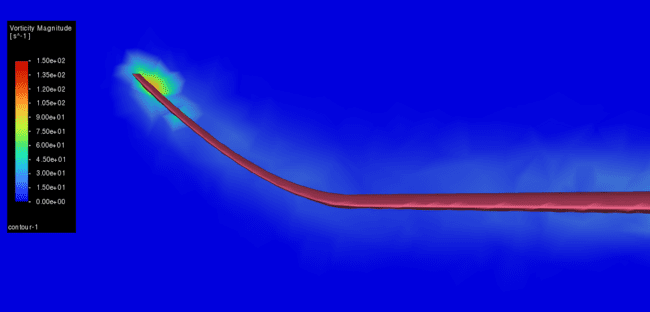 Vorticity Magnitude
[ s^-1 ]
1.50e+02
1.35e+02
1.20e+02
1.05e+02
9.00e+01
7.50e+01
6.00e+01
4.50e+01
3.00e+01
1.50e+01
0.00e+00
contour-1